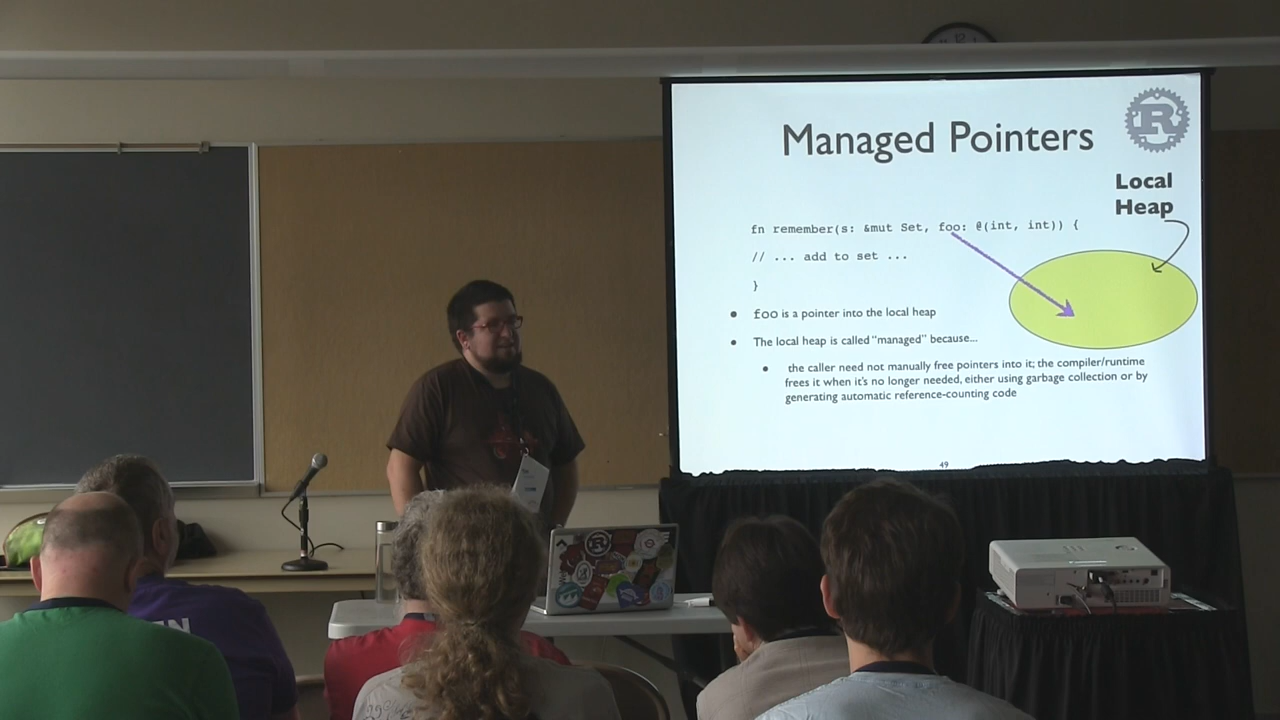 Managed Pointers
R
Local
Heap
fn remember(s: &mut Set, foo: @(int, int)) {
// ... add to set ...
}
• foo is a pointer into the local heap
• The local heap is called “managed” because...
• the caller need not manually free pointers into it; the compiler/runtime
frees it when it's no longer needed, either using garbage collection or by
generating automatic reference-counting code
49
12